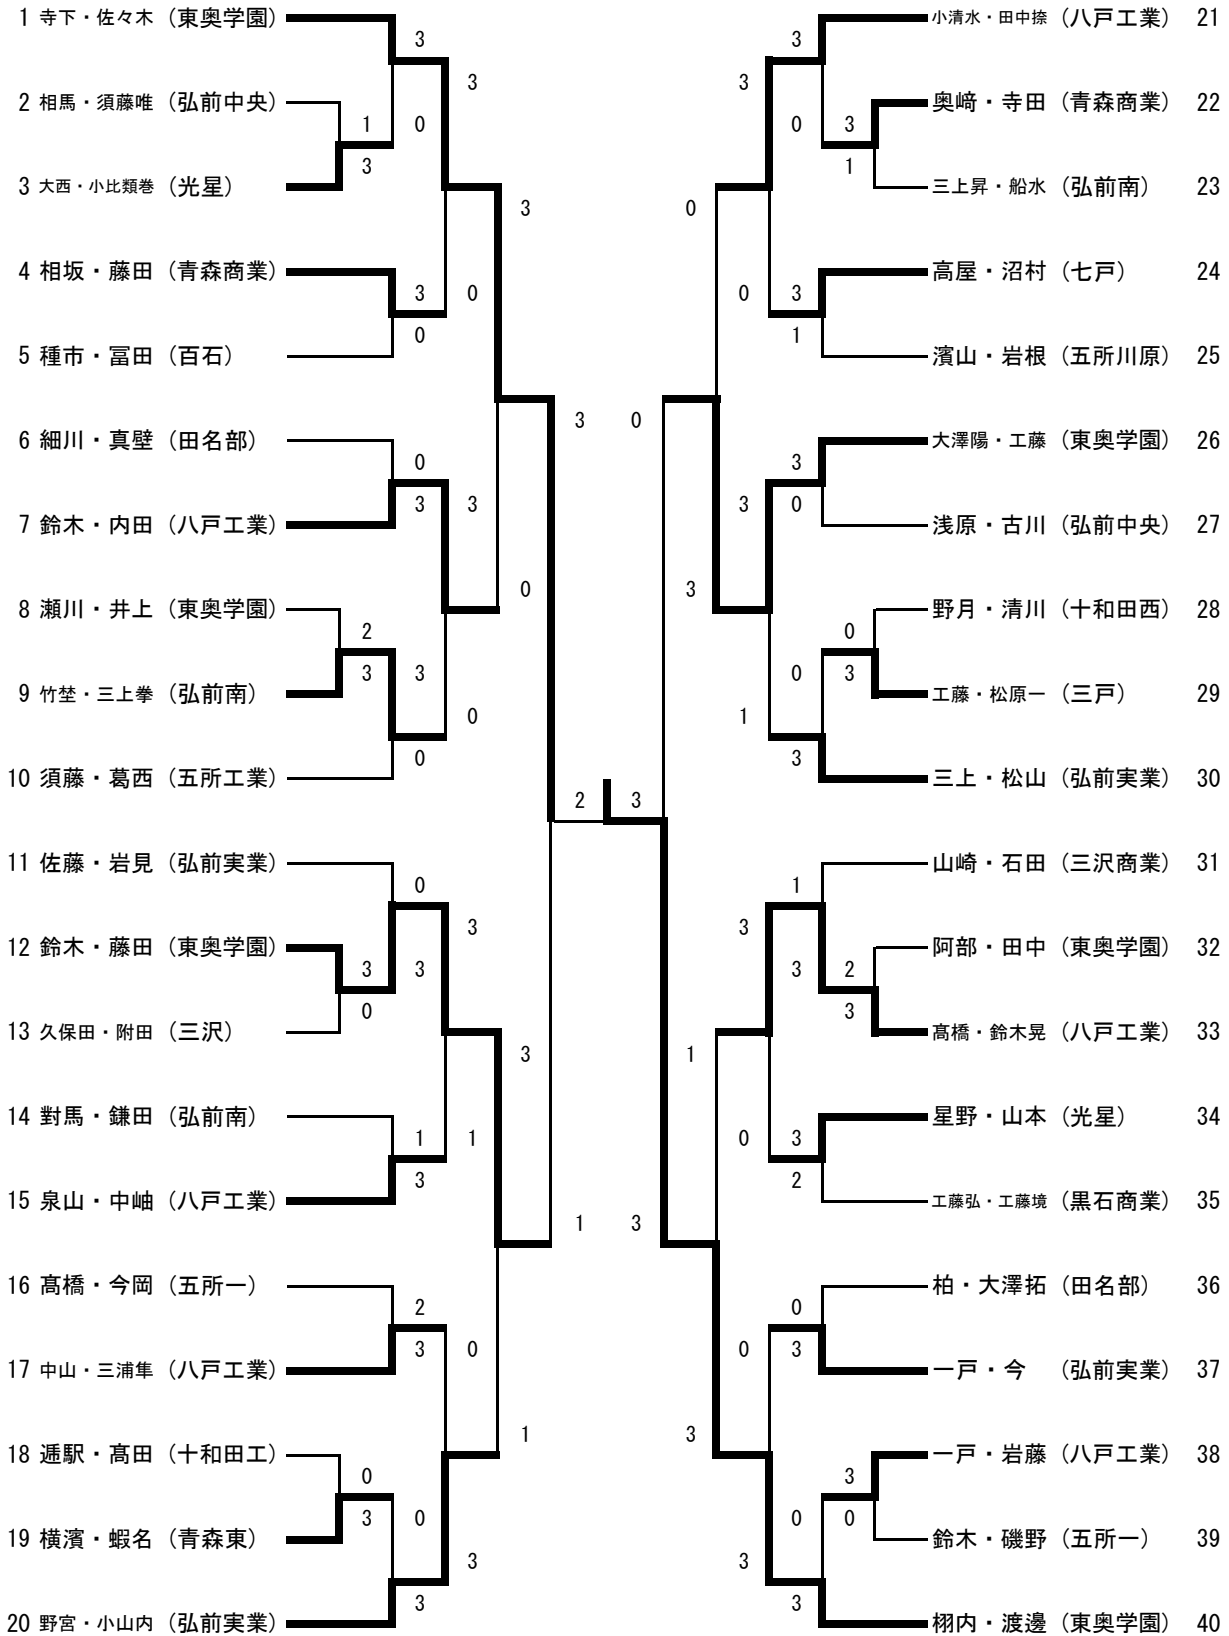 1 寺下・佐々木 (東奥学園) 小清水・田中捺 (八戸工業) 21
3 3
3 3
2 相馬・須藤唯 (弘前中央) 奥﨑・寺田 (青森商業) 22
1 0 0 3
3 1
3 大西・小比類巻 (光星) 三上昇・船水 (弘前南) 23
3 0
4 相坂・藤田 (青森商業) 高屋・沼村 (七戸) 24
3 0 0 3
0 1
5 種市・冨田 (百石) 濱山・岩根 (五所川原) 25
3 0
6 細川・真壁 (田名部) 大澤陽・工藤 (東奥学園) 26
0 3
3 3 3 0
7 鈴木・内田 (八戸工業) 浅原・古川 (弘前中央) 27
0 3
8 瀬川・井上 (東奥学園) 野月・清川 (十和田西) 28
2 0
3 3 0 3
9 竹埜・三上拳 (弘前南) 工藤・松原一 (三戸) 29
0 1
0 3
10 須藤・葛西 (五所工業) 三上・松山 (弘前実業) 30
2 3
11 佐藤・岩見 (弘前実業) 山崎・石田 (三沢商業) 31
0 1
3 3
12 鈴木・藤田 (東奥学園) 阿部・田中 (東奥学園) 32
3 3 3 2
0 3
13 久保田・附田 (三沢) 髙橋・鈴木晃 (八戸工業) 33
3 1
14 對馬・鎌田 (弘前南) 星野・山本 (光星) 34
1 1 0 3
3 2
15 泉山・中岫 (八戸工業) 工藤弘・工藤境 (黒石商業) 35
1 3
16 髙橋・今岡 (五所一) 柏・大澤拓 (田名部) 36
2 0
3 0 0 3
17 中山・三浦隼 (八戸工業) 一戸・今 (弘前実業) 37
1 3
18 逓駅・髙田 (十和田工) 一戸・岩藤 (八戸工業) 38
0 3
3 0 0 0
19 横濱・蝦名 (青森東) 鈴木・磯野 (五所一) 39
3 3
3 3
20 野宮・小山内 (弘前実業) 栩内・渡邊 (東奥学園) 40